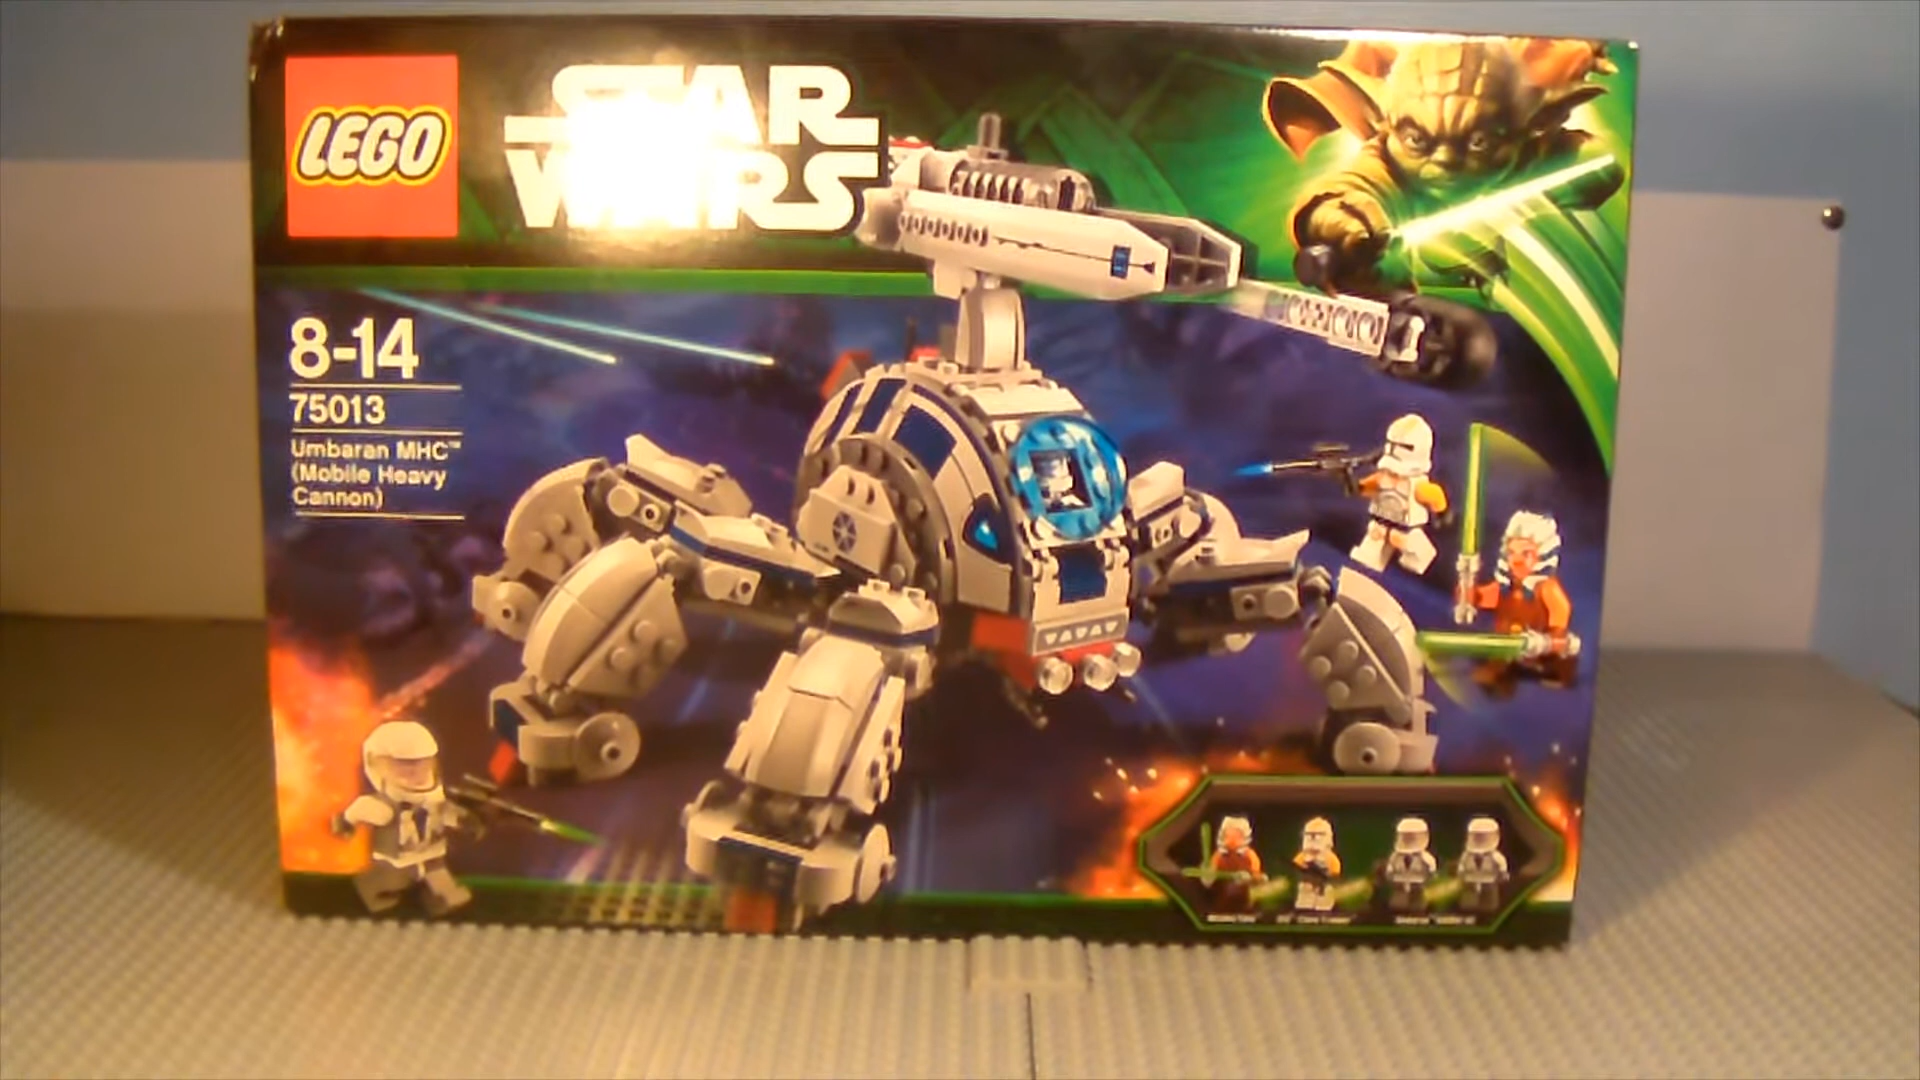 LEGO
STAR
WARS
8-14
75013
Umbaran MHC™
(Mobile Heavy
Cannon)